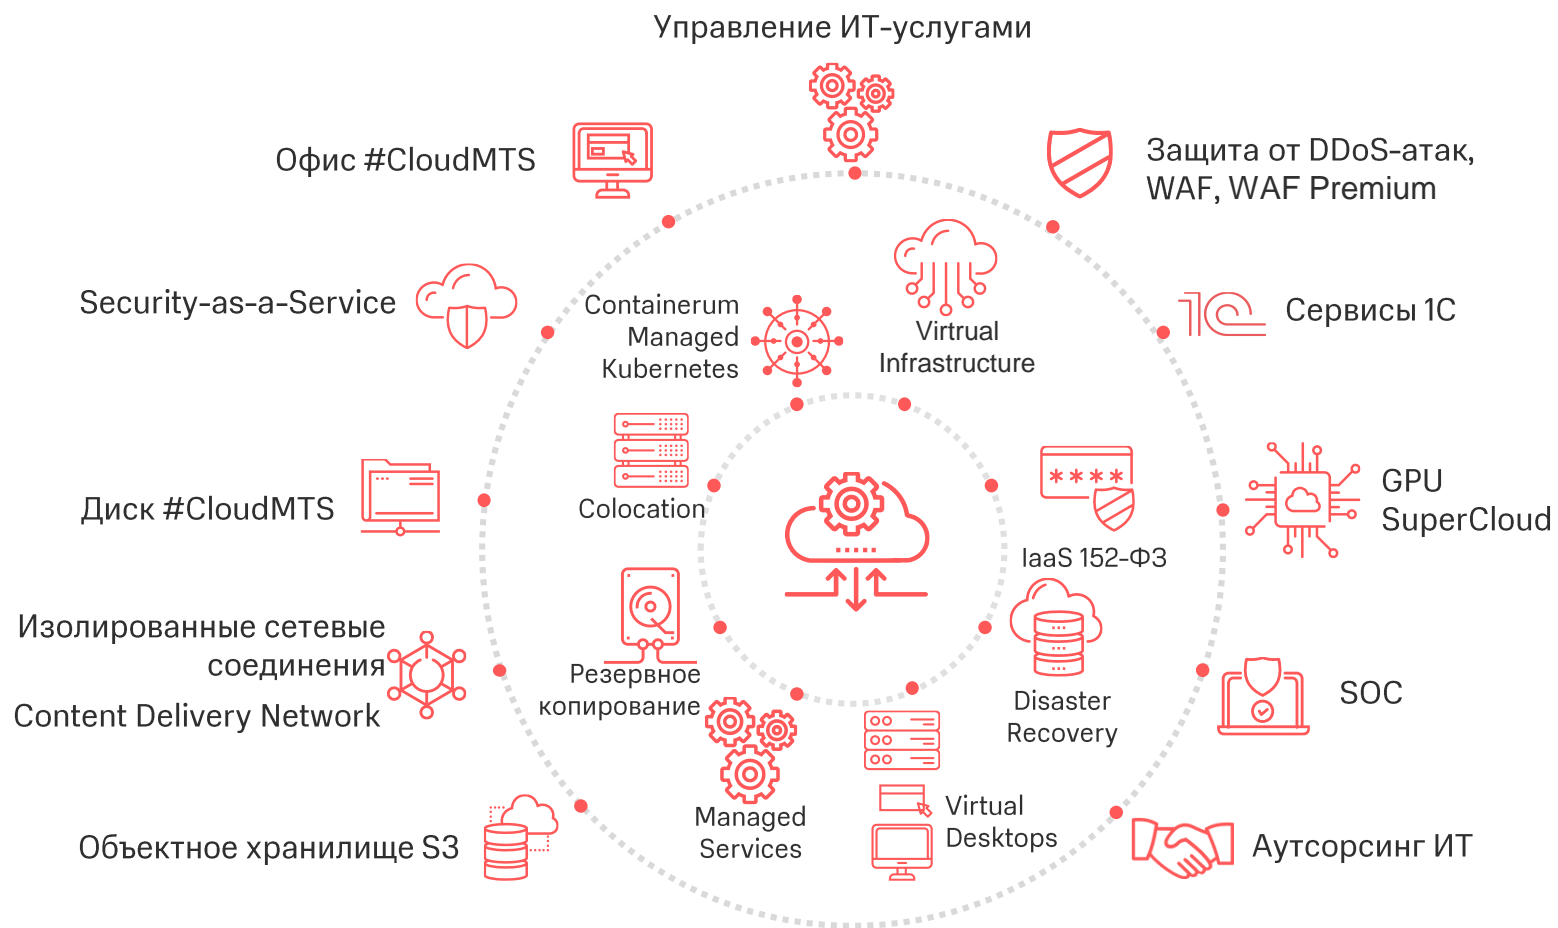 Управление ИТ-услугами
Офис #CloudMTS
Защита от DDoS-атак,
WAF, WAF Premium
Security-as-a-Service
Containerum
Managed
Kubernetes
Virtrual
Infrastructure
1С
Сервисы 1С
Colocation
Диск #CloudMTS
****
IaaS 152-ФЗ
GPU
SuperCloud
Изолированные сетевые
соединения
Content Delivery Network
Резервное
копирование
Disaster
Recovery
SOC
Managed
Services
Virtual
Desktops
Объектное хранилище S3
Аутсорсинг ИТ